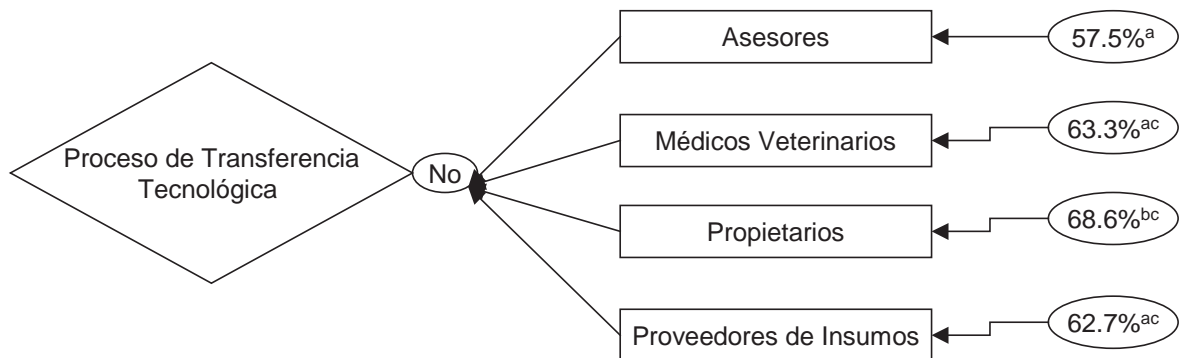 Proceso de Transferencia
Tecnológica
No
Asesores
57.5%ᵃ
Médicos Veterinarios
63.3%ᵃᶜ
Propietarios
68.6%ᵇᶜ
Proveedores de Insumos
62.7%ᵃᶜ